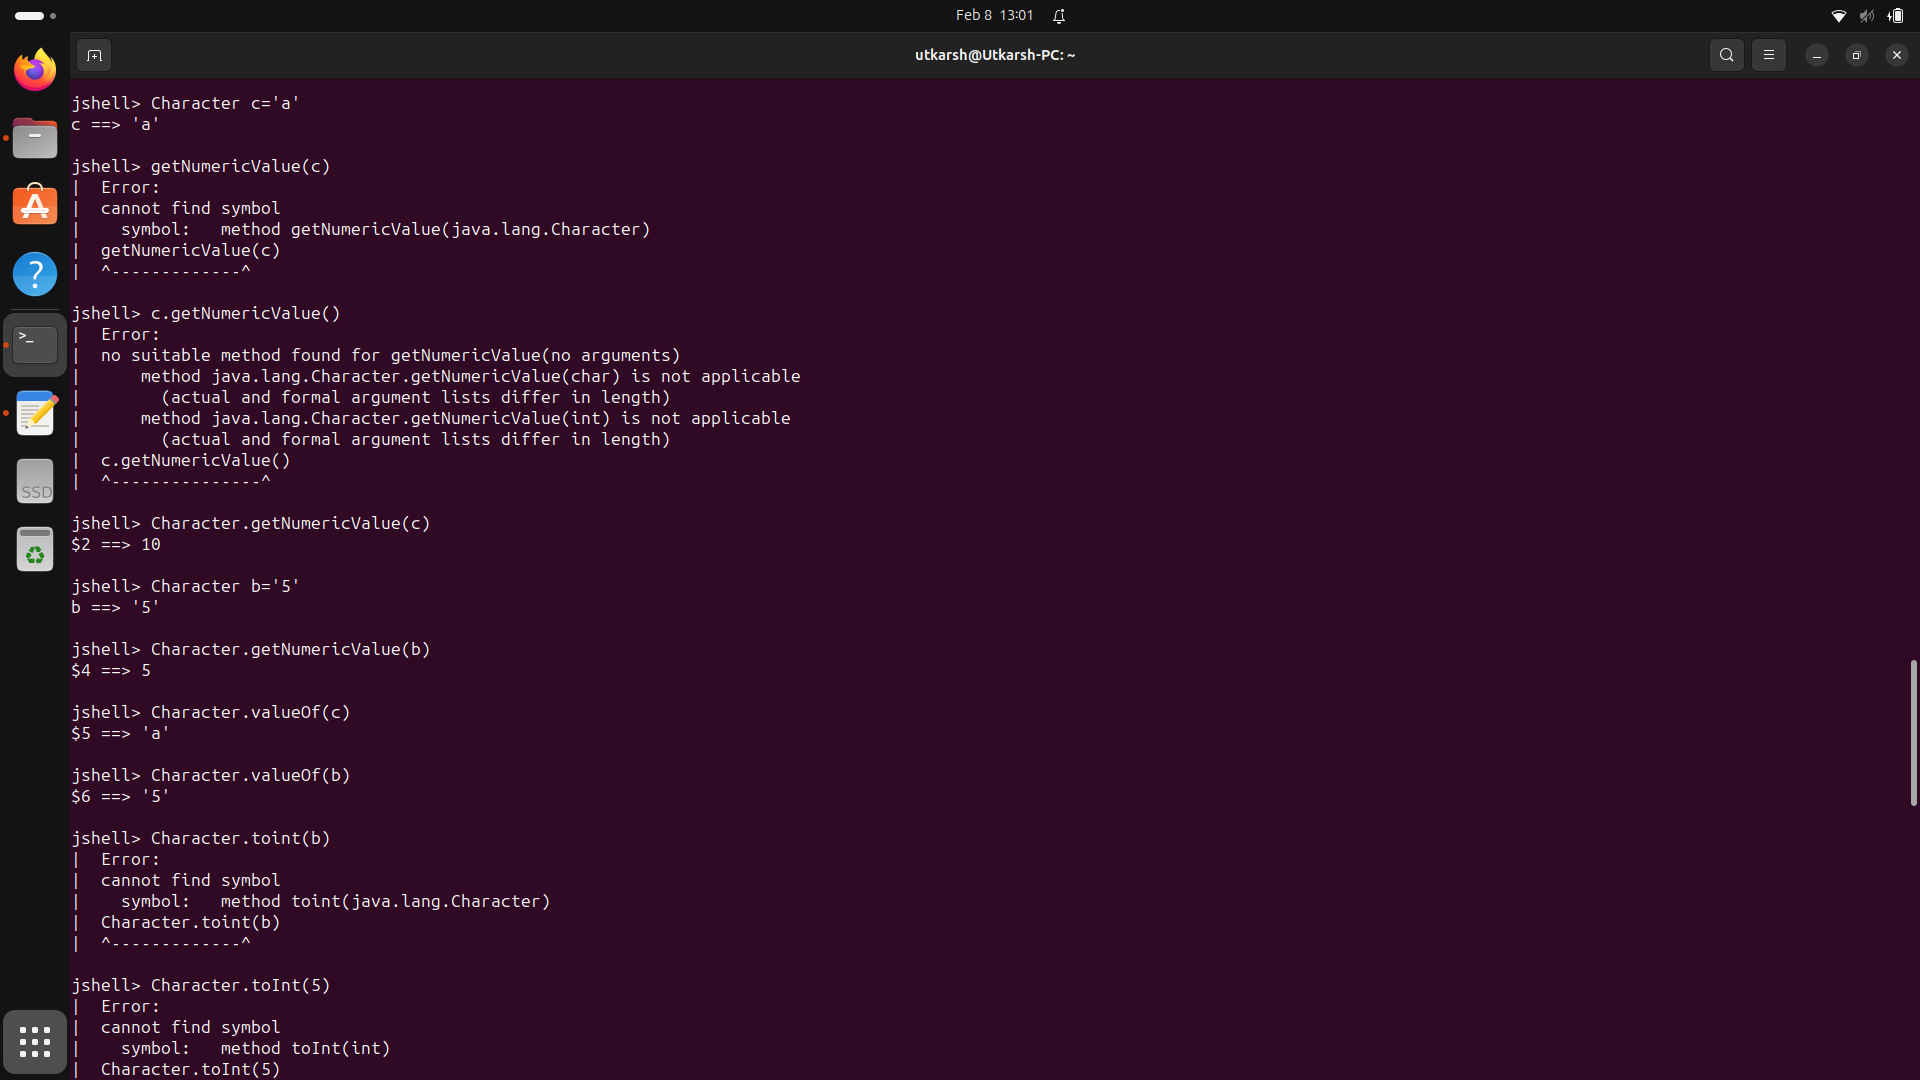 Feb 8 13:01
utkarsh@Utkarsh-PC: ~
jshell> Character c='a'
c ==> 'a'
jshell> getNumericValue(c)
|  Error:
|  cannot find symbol
|    symbol:   method getNumericValue(java.lang.Character)
|  getNumericValue(c)
|  ^-------------^
jshell> c.getNumericValue()
|  Error:
|  no suitable method found for getNumericValue(no arguments)
|      method java.lang.Character.getNumericValue(char) is not applicable
|        (actual and formal argument lists differ in length)
|      method java.lang.Character.getNumericValue(int) is not applicable
|        (actual and formal argument lists differ in length)
|  c.getNumericValue()
|  ^---------------^
jshell> Character.getNumericValue(c)
$2 ==> 10
jshell> Character b='5'
b ==> '5'
jshell> Character.getNumericValue(b)
$4 ==> 5
jshell> Character.valueOf(c)
$5 ==> 'a'
jshell> Character.valueOf(b)
$6 ==> '5'
jshell> Character.toint(b)
|  Error:
|  cannot find symbol
|    symbol:   method toint(java.lang.Character)
|  Character.toint(b)
|  ^-------------^
jshell> Character.toInt(5)
|  Error:
|  cannot find symbol
|    symbol:   method toInt(int)
|  Character.toInt(5)
SSD